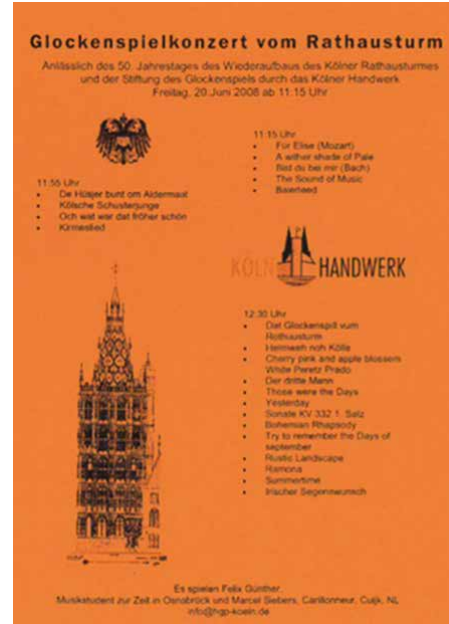 Glockenspielkonzert vom Rathausturm
Anlässlich des 50. Jahrestages des Wiederaufbaus des Kölner Rathausturmes
und der Stiftung des Glockenspiels durch das Kölner Handwerk
Freitag, 20.Juni 2008 ab 11:15 Uhr
11:15 Uhr
• Für Elise (Mozart)
• A wither shade of Pale
• Bist du bei mir (Bach)
• The Sound of Music
• Baierleed
11:55 Uhr
• De Hüsjer bunt om Aldermaat
• Kölsche Schusterjunge
• Och wat war dat fröher schön
• Kirmeslied
KÖLN HANDWERK
12:30 Uhr
• Dat Glockenspill vum
Rothuusturm
• Heimweh noh Kölle
• Cherry pink and apple blossem
White Peretz Prado
• Der dritte Mann
• Those were the Days
• Yesterday
• Sonate KV 332 1. Satz
• Bohemian Rhapsody
• Try to remember the Days of
september
• Rustic Landscape
• Ramona
• Summertime
• Irischer Segenwunsch
Es spielen Felix Günther,
Musikstudent zur Zeit in Osnabrück und Marcel Siebers, Carillonneur, Cuijk, NL
info@hgp-koeln.de